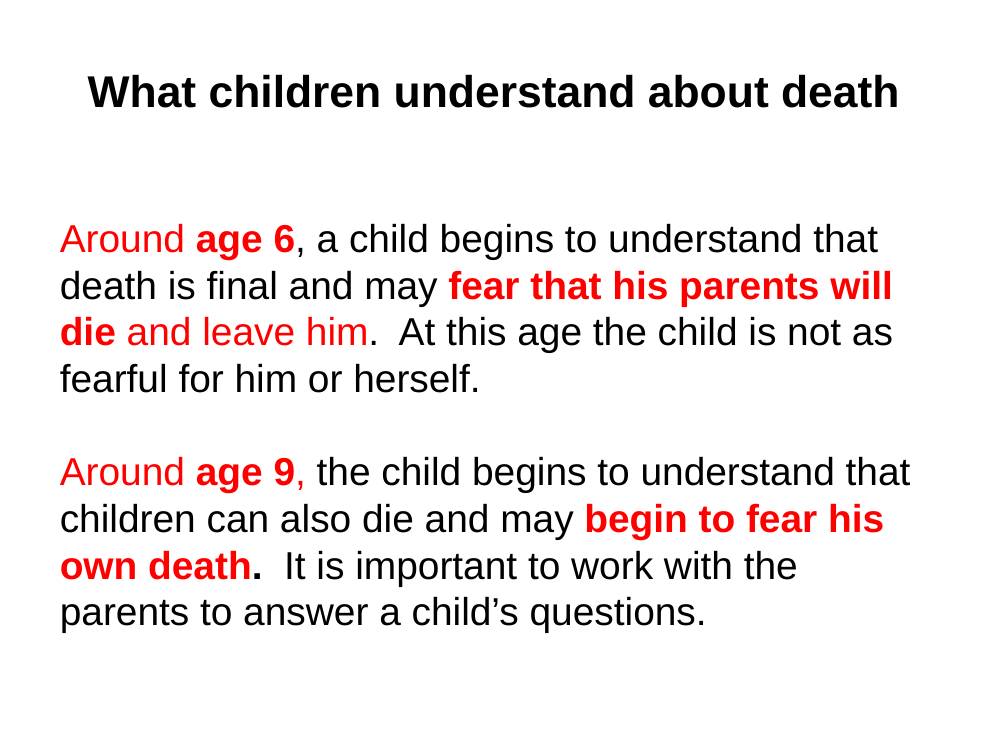 What children understand about death
Around age 6, a child begins to understand that
death is final and may fear that his parents will
die and leave him.  At this age the child is not as
fearful for him or herself.
Around age 9, the child begins to understand that
children can also die and may begin to fear his
own death.  It is important to work with the
parents to answer a child’s questions.